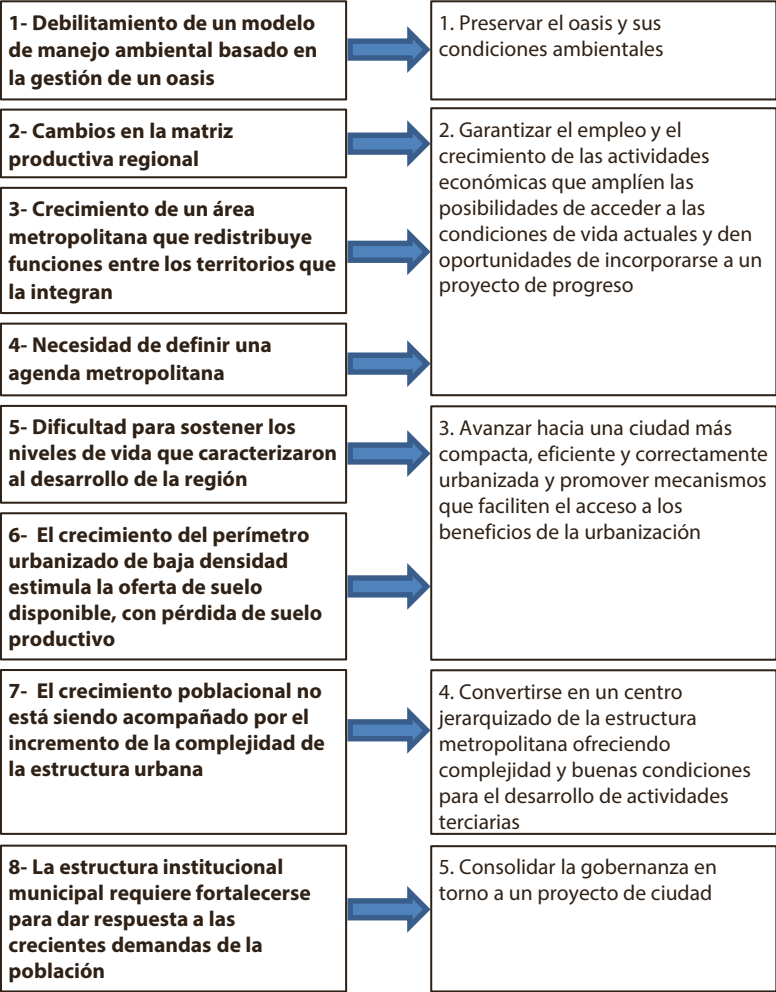 1- Debilitamiento de un modelo
de manejo ambiental basado en
la gestión de un oasis
1. Preservar el oasis y sus
condiciones ambientales
2- Cambios en la matriz
productiva regional
3- Crecimiento de un área
metropolitana que redistribuye
funciones entre los territorios que
la integran
4- Necesidad de definir una
agenda metropolitana
2. Garantizar el empleo y el
crecimiento de las actividades
económicas que amplíen las
posibilidades de acceder a las
condiciones de vida actuales y den
oportunidades de incorporarse a un
proyecto de progreso
5- Dificultad para sostener los
niveles de vida que caracterizaron
al desarrollo de la región
6- El crecimiento del perímetro
urbanizado de baja densidad
estimula la oferta de suelo
disponible, con pérdida de suelo
productivo
3. Avanzar hacia una ciudad más
compacta, eficiente y correctamente
urbanizada y promover mecanismos
que faciliten el acceso a los
beneficios de la urbanización
7- El crecimiento poblacional no
está siendo acompañado por el
incremento de la complejidad de
la estructura urbana
4. Convertirse en un centro
jerarquizado de la estructura
metropolitana ofreciendo
complejidad y buenas condiciones
para el desarrollo de actividades
terciarias
8- La estructura institucional
municipal requiere fortalecerse
para dar respuesta a las
crecientes demandas de la
población
5. Consolidar la gobernanza en
torno a un proyecto de ciudad